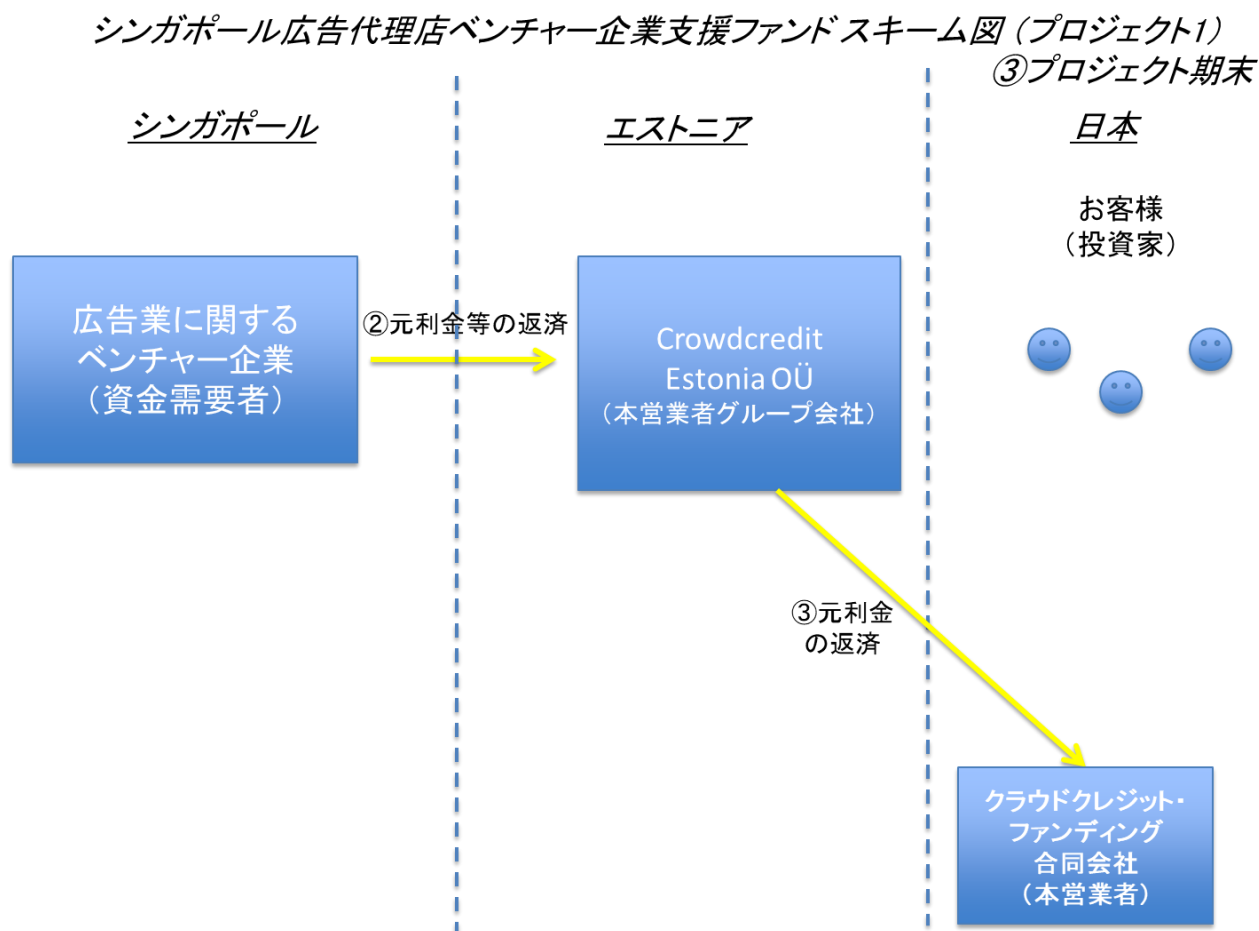 シンガポール広告代理店ベンチャー企業支援ファンドスキーム図（プロジェクト1）
③プロジェクト期末
シンガポール
エストニア
日本
お客様
（投資家）
広告業に関する
ベンチャー企業
（資金需要者）
②元利金等の返済
Crowdcredit
Estonia OÜ
（本営業者グループ会社）
③元利金
の返済
クラウドクレジット・
ファンディング
合同会社
（本営業者）